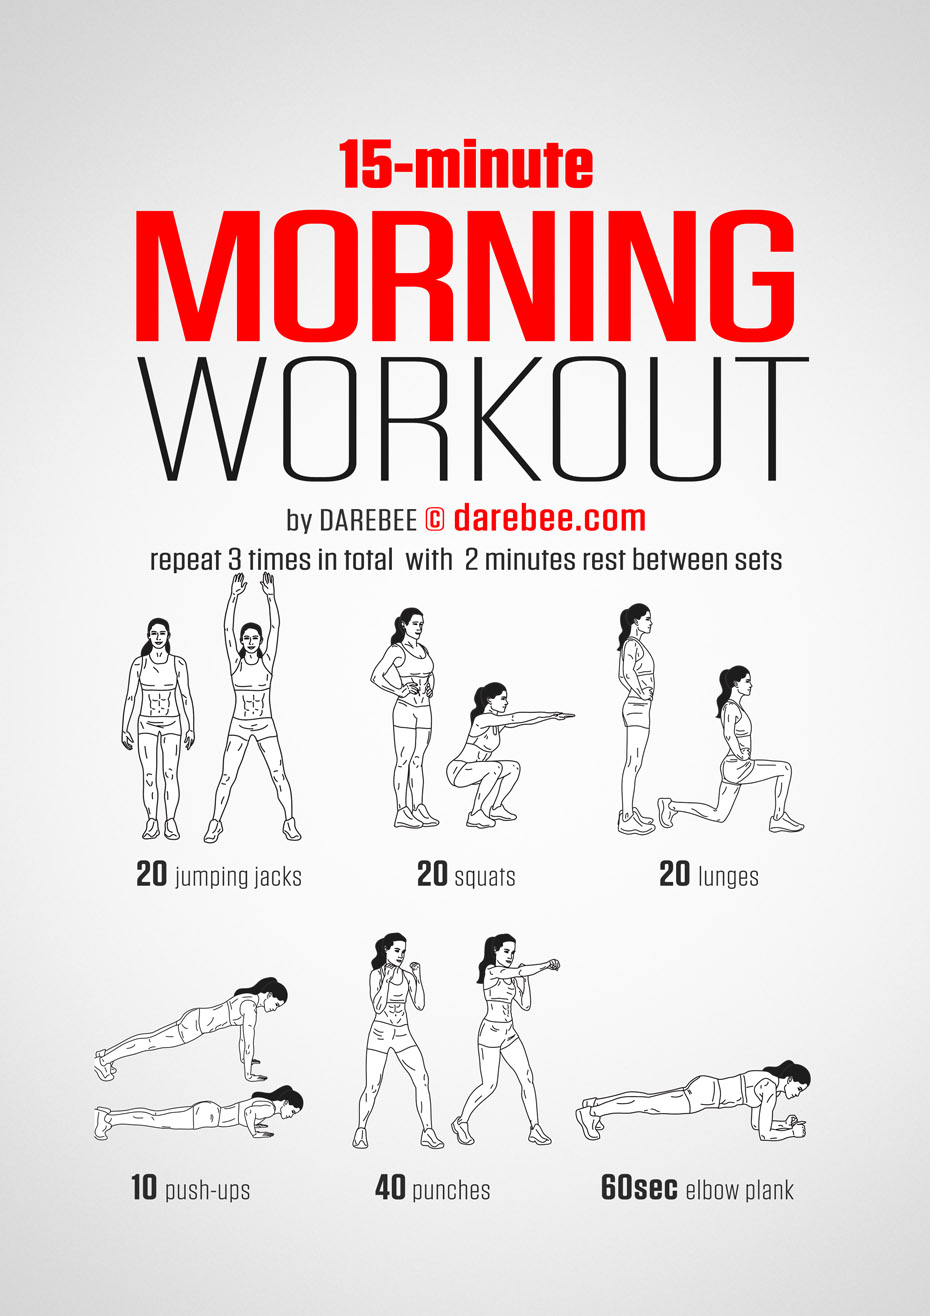 15-minute
MORNING
WORKOUT
by DAREBEE © darebee.com
repeat 3 times in total with 2 minutes rest between sets
20 jumping jacks
20 squats
20 lunges
10 push-ups
40 punches
60sec elbow plank